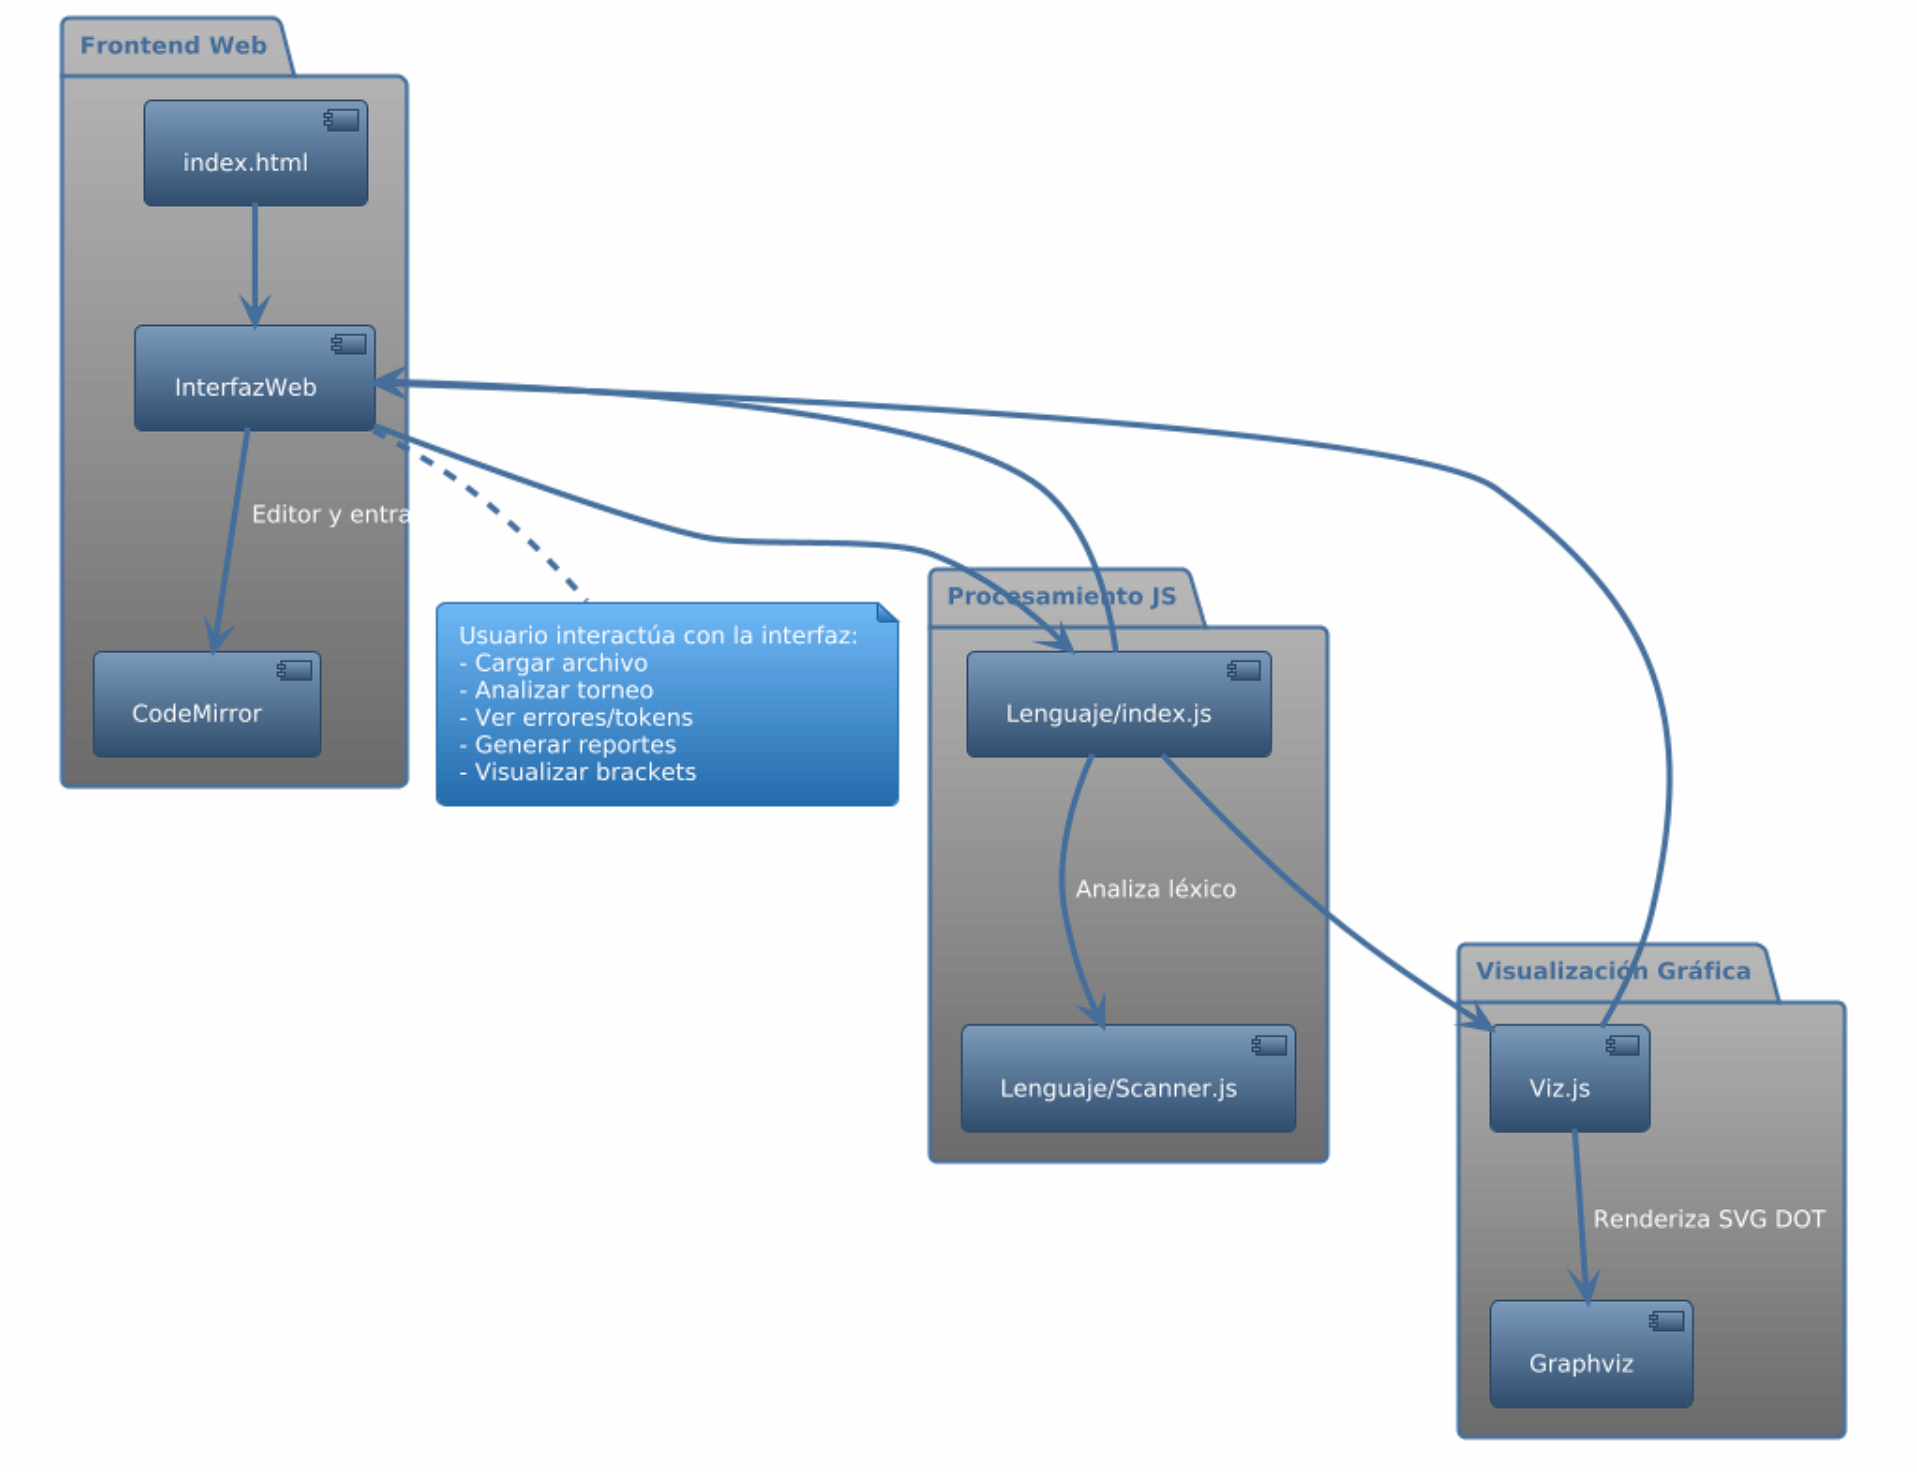 Frontend Web
index.html
InterfazWeb
Editor y entra
CodeMirror
Usuario interactúa con la interfaz:
- Cargar archivo
- Analizar torneo
- Ver errores/tokens
- Generar reportes
- Visualizar brackets
Procesamiento JS
Lenguaje/index.js
Analiza léxico
Lenguaje/Scanner.js
Visualización Gráfica
Viz.js
Renderiza SVG DOT
Graphviz